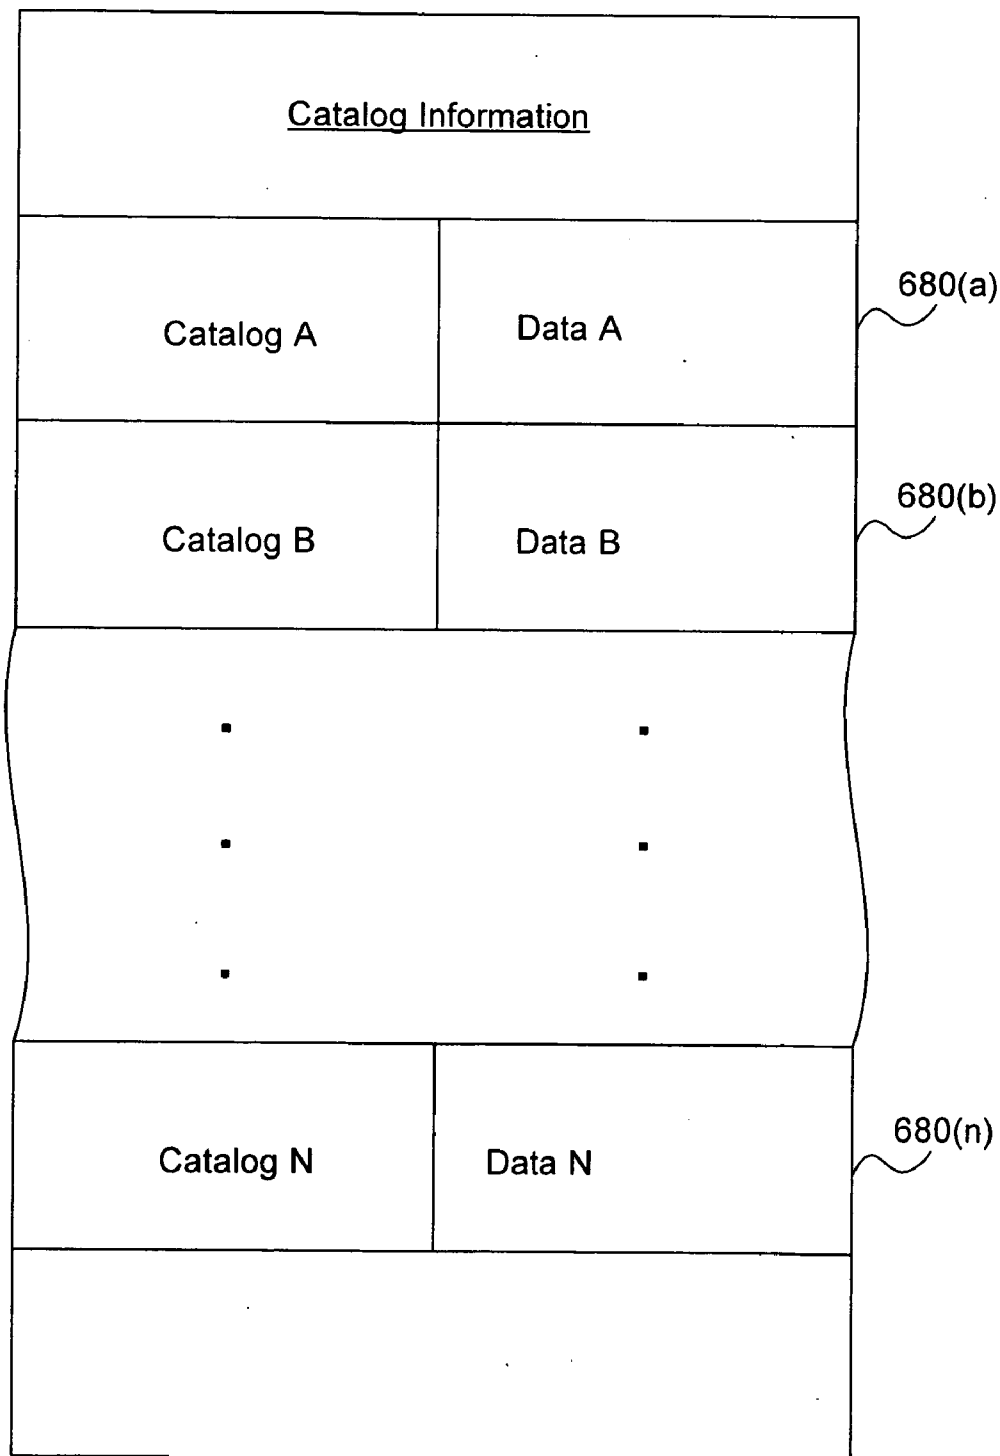 Catalog Information
680(a)
Catalog A Data A
680(b)
Catalog B Data B
680(n)
Catalog N Data N